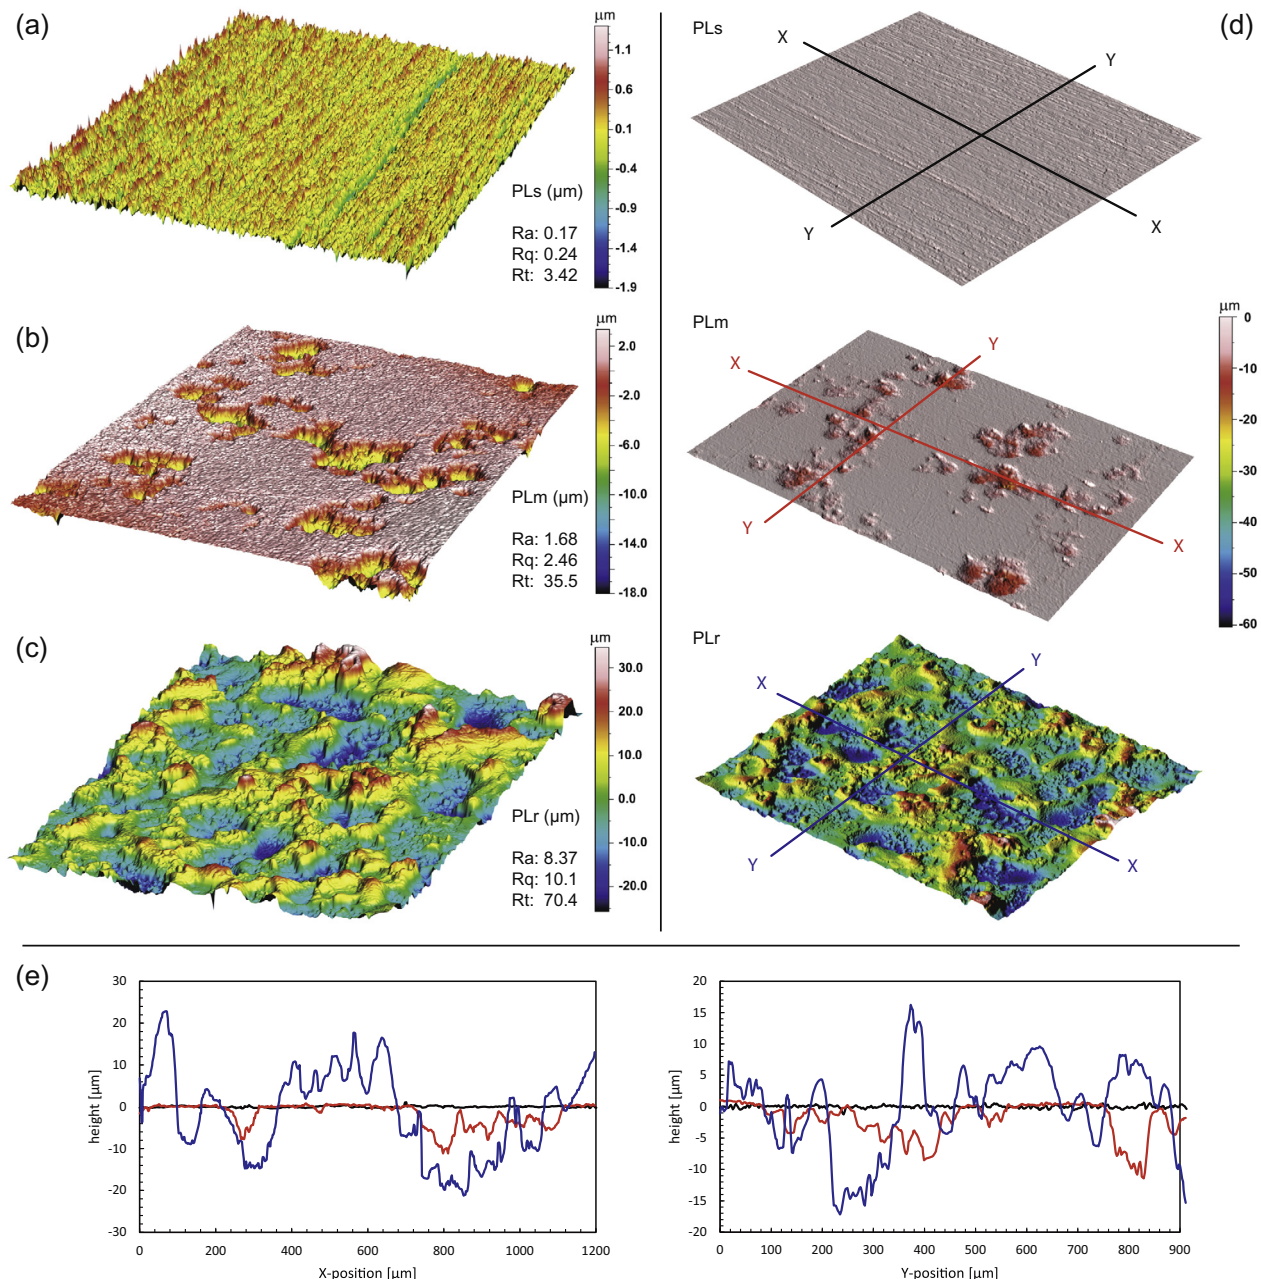 (a)
μm
1.1
0.6
0.1
-0.4
-0.9
-1.4
-1.9
PLs (μm)
Ra: 0.17
Rq: 0.24
Rt: 3.42
(b)
μm
2.0
-2.0
-6.0
-10.0
-14.0
-18.0
PLm (μm)
Ra: 1.68
Rq: 2.46
Rt: 35.5
(c)
μm
30.0
20.0
10.0
0.0
-10.0
-20.0
PLr (μm)
Ra: 8.37
Rq: 10.1
Rt: 70.4
(d)
PLs
X
Y
Y
X
PLm
X
Y
Y
X
μm
0
-10
-20
-30
-40
-50
-60
PLr
X
Y
Y
X
(e)
height [μm]
30
20
10
0
-10
-20
-30
0 200 400 600 800 1000 1200
X-position [μm]
height [μm]
20
15
10
5
0
-5
-10
-15
-20
0 100 200 300 400 500 600 700 800 900
Y-position [μm]